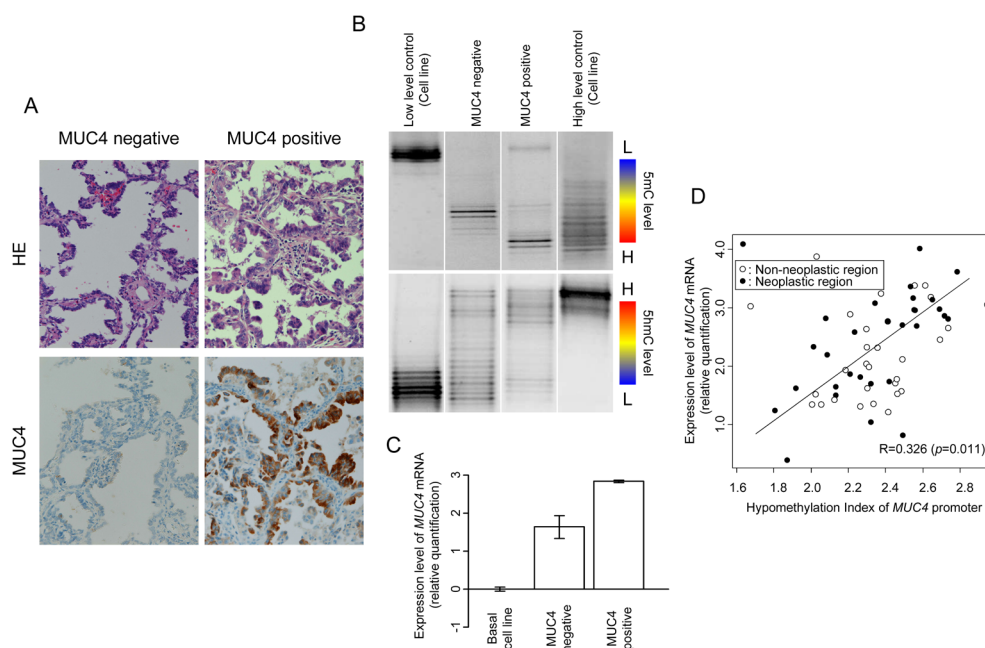 A
MUC4 negative
MUC4 positive
HE
MUC4
B
Low level control
(Cell line)
MUC4 negative
MUC4 positive
High level control
(Cell line)
L
5mC level
H
H
5hmC level
L
C
Expression level of MUC4 mRNA
(relative quantification)
3
2
1
0
-1
Basal
cell line
MUC4
negative
MUC4
positive
D
Expression level of MUC4 mRNA
(relative quantification)
4.0
3.0
2.0
1.0
○: Non-neoplastic region
●: Neoplastic region
R=0.326 (p=0.011)
1.6 2.0 2.2 2.4 2.6 2.8
Hypomethylation Index of MUC4 promoter